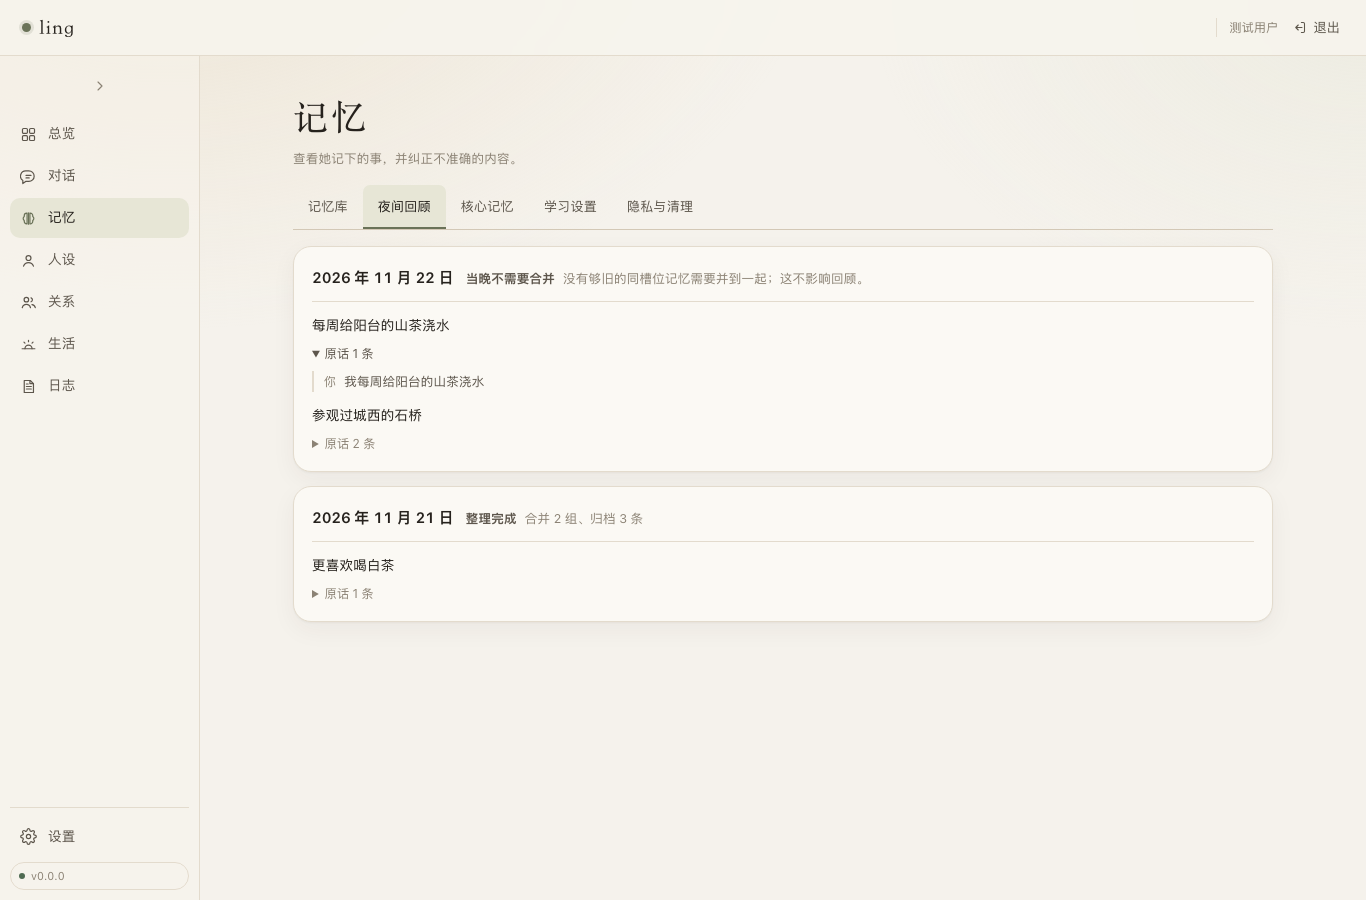 ling
测试用户
退出
总览
对话
记忆
人设
关系
生活
日志
设置
v0.0.0
记忆
查看她记下的事，并纠正不准确的内容。
记忆库 夜间回顾 核心记忆 学习设置 隐私与清理
2026 年 11 月 22 日 当晚不需要合并 没有够旧的同槽位记忆需要并到一起；这不影响回顾。
每周给阳台的山茶浇水
原话 1 条
你 我每周给阳台的山茶浇水
参观过城西的石桥
原话 2 条
2026 年 11 月 21 日 整理完成 合并 2 组、归档 3 条
更喜欢喝白茶
原话 1 条